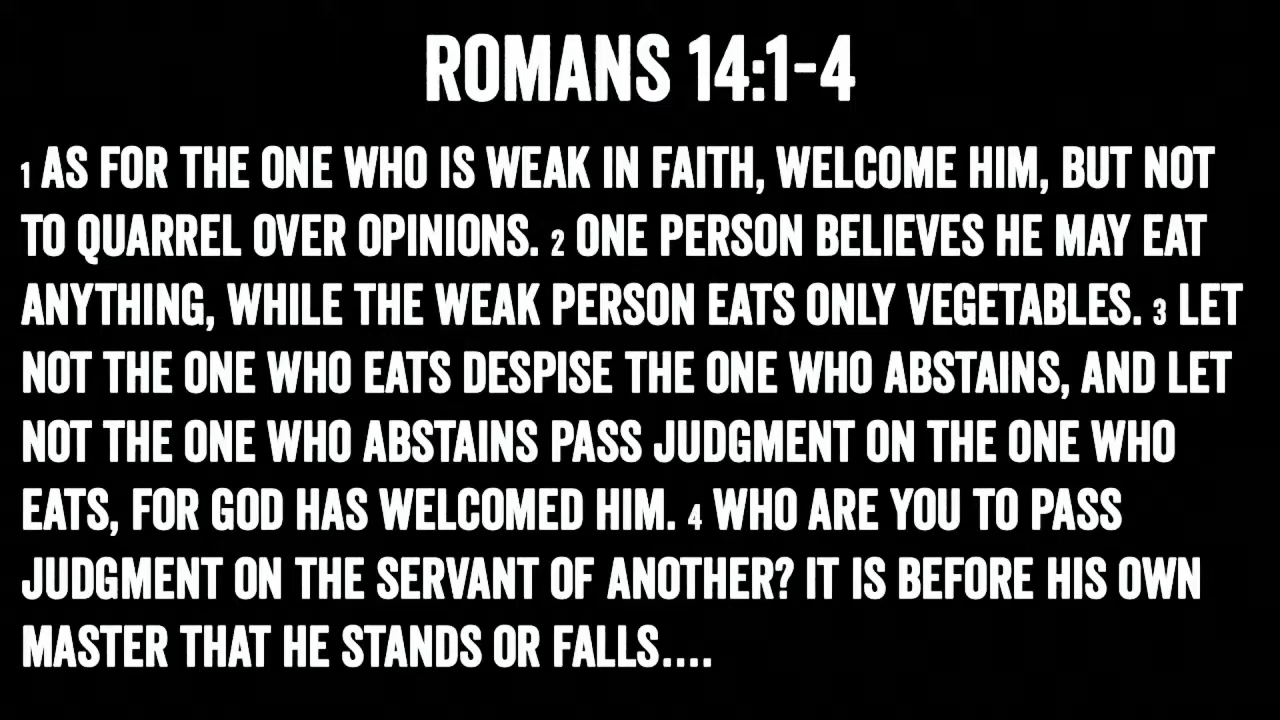 ROMANS 14:1-4
1 AS FOR THE ONE WHO IS WEAK IN FAITH, WELCOME HIM, BUT NOT
TO QUARREL OVER OPINIONS. 2 ONE PERSON BELIEVES HE MAY EAT
ANYTHING, WHILE THE WEAK PERSON EATS ONLY VEGETABLES. 3 LET
NOT THE ONE WHO EATS DESPISE THE ONE WHO ABSTAINS, AND LET
NOT THE ONE WHO ABSTAINS PASS JUDGMENT ON THE ONE WHO
EATS, FOR GOD HAS WELCOMED HIM. 4 WHO ARE YOU TO PASS
JUDGMENT ON THE SERVANT OF ANOTHER? IT IS BEFORE HIS OWN
MASTER THAT HE STANDS OR FALLS....